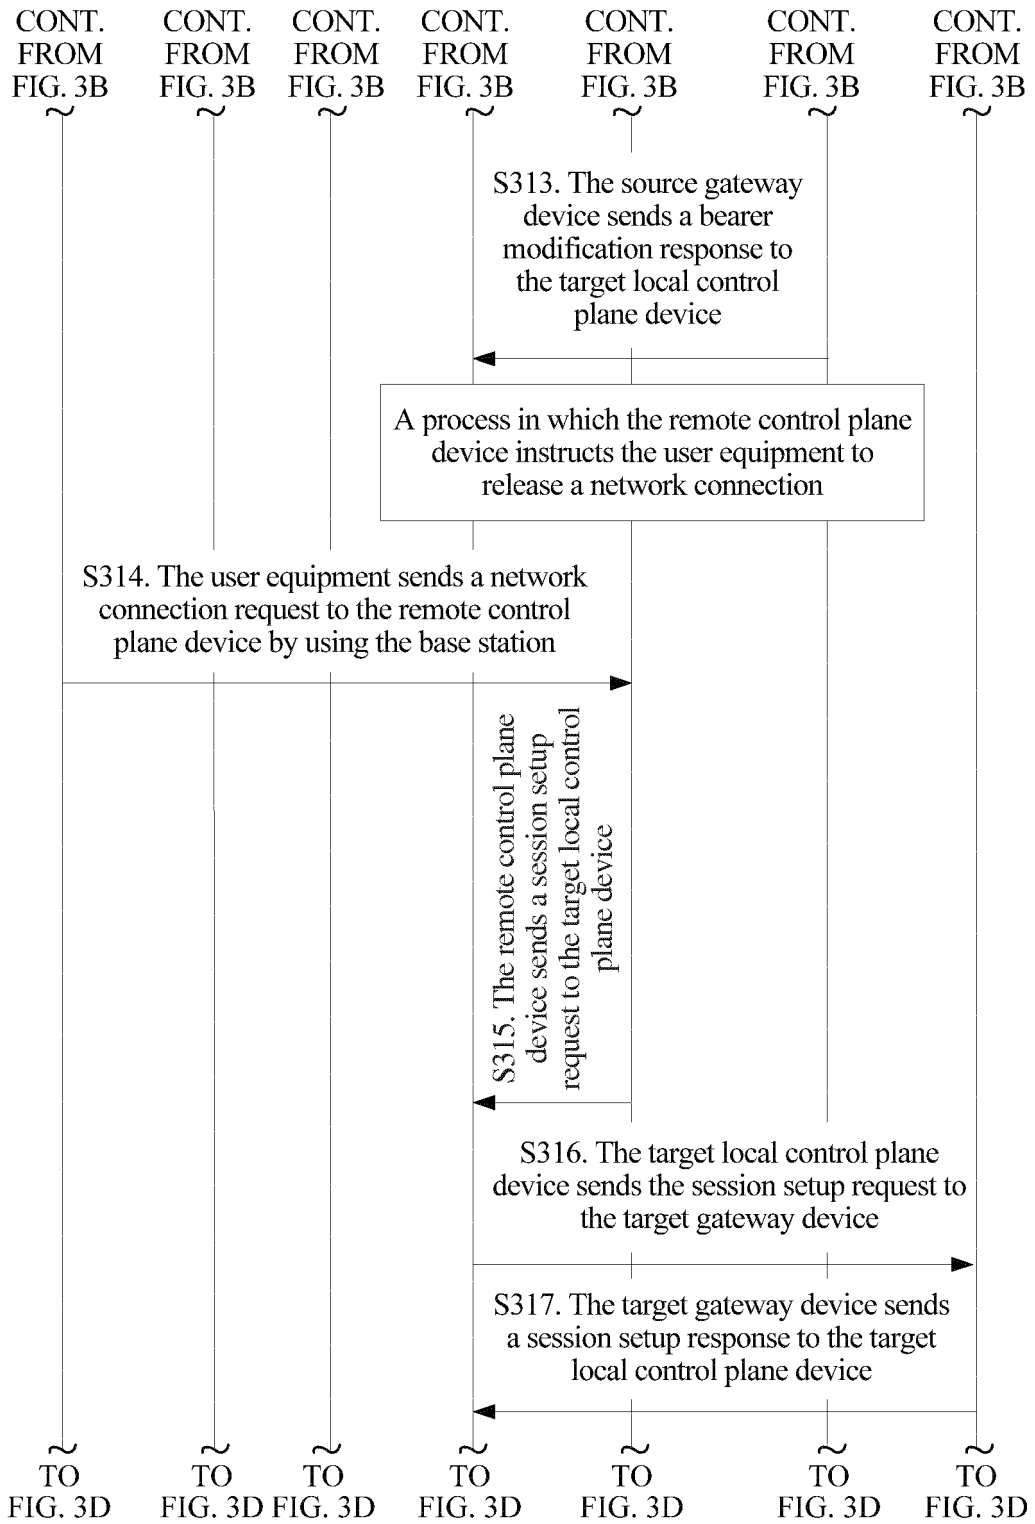 CONT. CONT. CONT. CONT. CONT. CONT. CONT.
FROM FROM FROM FROM FROM FROM FROM
FIG. 3B FIG. 3B FIG. 3B FIG. 3B FIG. 3B FIG. 3B FIG. 3B
S313. The source gateway
device sends a bearer
modification response to
the target local control
plane device
A process in which the remote control plane
device instructs the user equipment to
release a network connection
S314. The user equipment sends a network
connection request to the remote control
plane device by using the base station
S315. The remote control plane
device sends a session setup
request to the target local control
plane device
S316. The target local control plane
device sends the session setup request to
the target gateway device
S317. The target gateway device sends
a session setup response to the target
local control plane device
TO TO TO TO TO TO TO
FIG. 3D FIG. 3D FIG. 3D FIG. 3D FIG. 3D FIG. 3D FIG. 3D